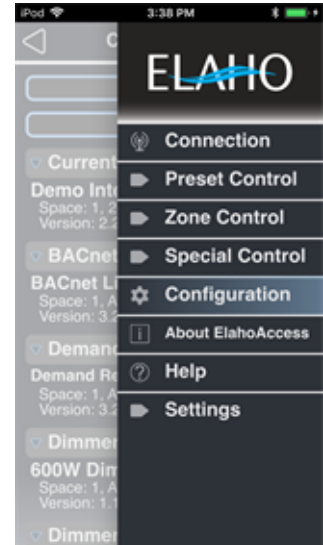 iPod 3:38 PM
C
ELAHO
Connection
Current
Preset Control
Demo Inte
Space: 1, 2
Version: 2.2
Zone Control
BACnet
Special Control
BACnet Li
Space: 1, A
Version: 3.2
Configuration
Demand
About ElahoAccess
Demand Re
Space: 1, A
Version: 3.2
Help
Dimmer
Settings
600W Dim
Space: 1, A
Version: 1.1
Dimmer